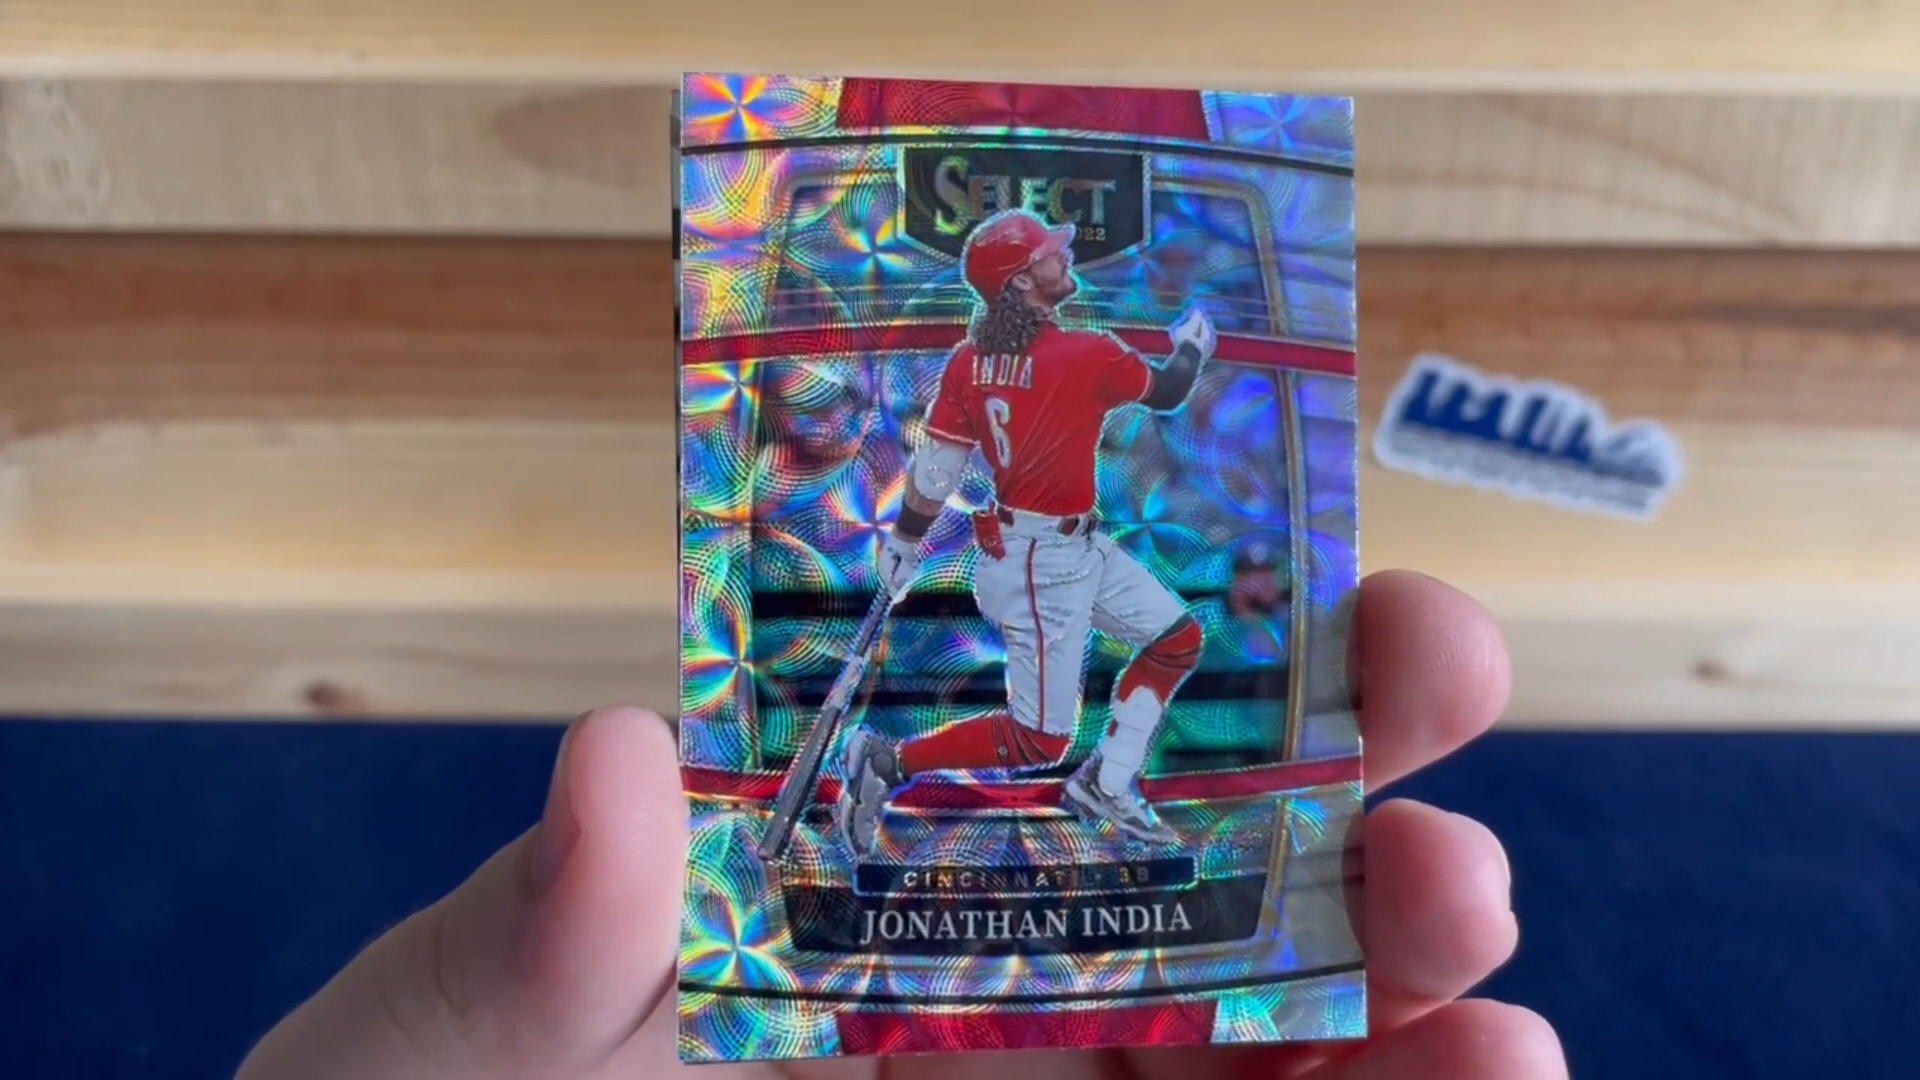 SELECT
2022
INDIA
6
CINCINNATI • 3B
JONATHAN INDIA